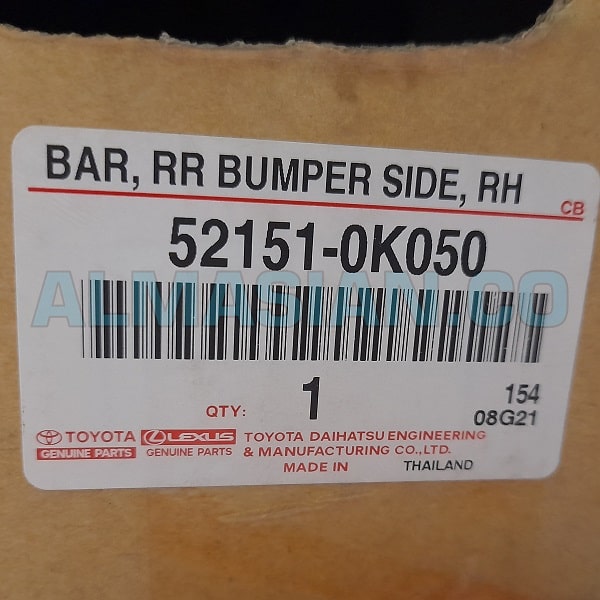 BAR, RR BUMPER SIDE, RH
CB
52151-0K050
ALMASIAN.CO
QTY: 1
154
08G21
TOYOTA
GENUINE PARTS
LEXUS
GENUINE PARTS
TOYOTA DAIHATSU ENGINEERING
& MANUFACTURING CO.,LTD.
MADE IN THAILAND